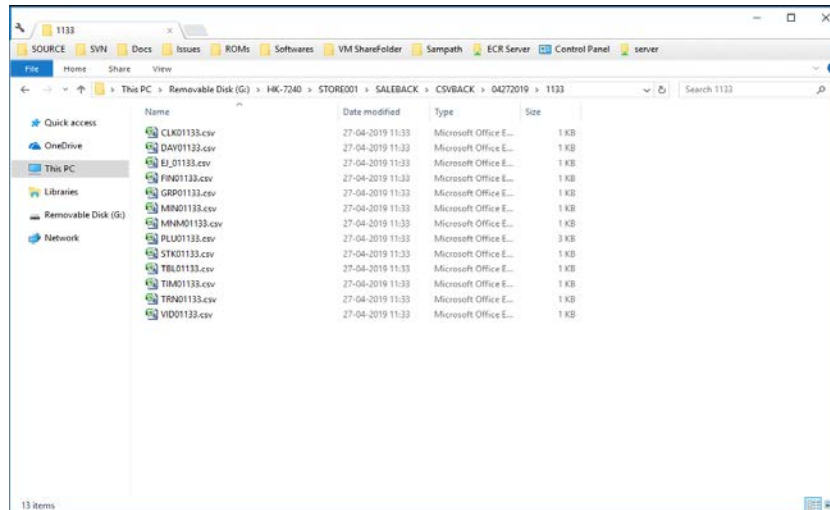 1133
SOURCE SVN Docs Issues ROMs Softwares VM ShareFolder Sampath ECR Server Control Panel server
File Home Share View
This PC > Removable Disk (G:) > HK-7240 > STORE001 > SALEBACK > CSVBACK > 04272019 > 1133 Search 1133
Name Date modified Type Size
Quick access
OneDrive
This PC
Libraries
Removable Disk (G:)
Network
CLK01133.csv 27-04-2019 11:33 Microsoft Office E... 1 KB
DAY01133.csv 27-04-2019 11:33 Microsoft Office E... 1 KB
EJ_01133.csv 27-04-2019 11:33 Microsoft Office E... 1 KB
FIN01133.csv 27-04-2019 11:33 Microsoft Office E... 1 KB
GRP01133.csv 27-04-2019 11:33 Microsoft Office E... 1 KB
MIN01133.csv 27-04-2019 11:33 Microsoft Office E... 1 KB
MNM01133.csv 27-04-2019 11:33 Microsoft Office E... 1 KB
PLU01133.csv 27-04-2019 11:33 Microsoft Office E... 3 KB
STK01133.csv 27-04-2019 11:33 Microsoft Office E... 1 KB
TBL01133.csv 27-04-2019 11:33 Microsoft Office E... 1 KB
TIM01133.csv 27-04-2019 11:33 Microsoft Office E... 1 KB
TRN01133.csv 27-04-2019 11:33 Microsoft Office E... 1 KB
VID01133.csv 27-04-2019 11:33 Microsoft Office E... 1 KB
13 items